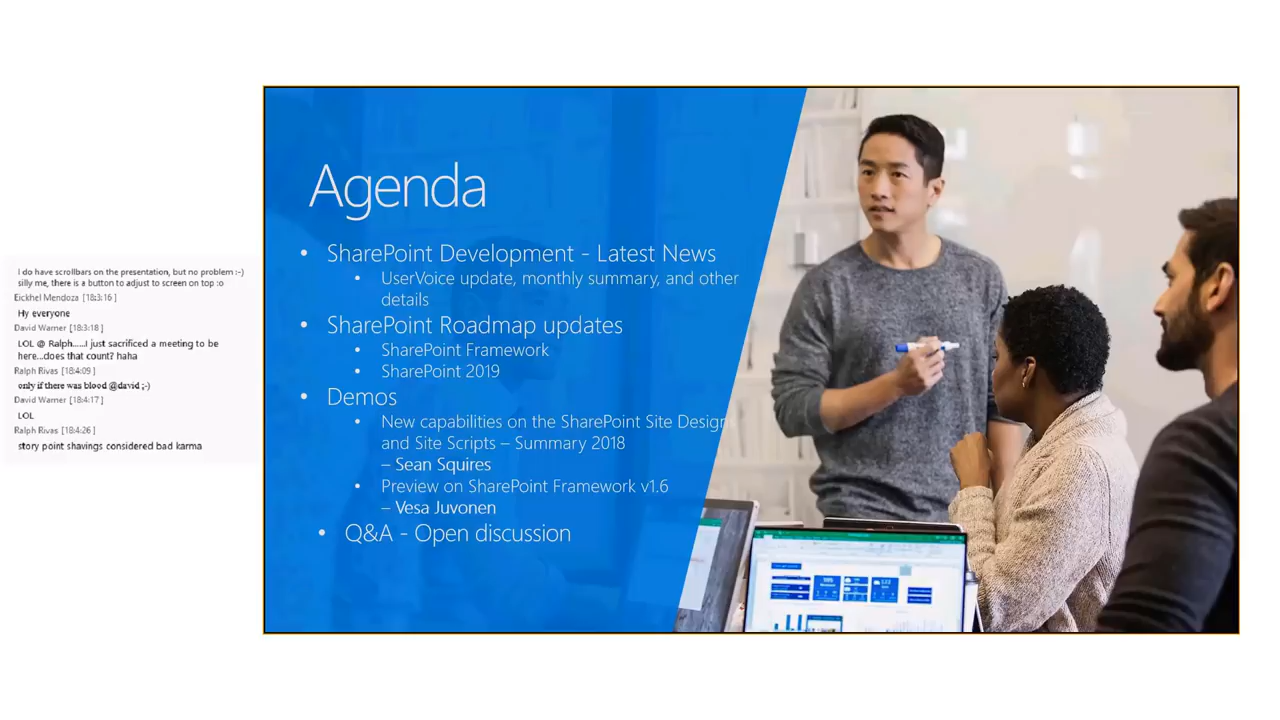 I do have scrollbars on the presentation, but no problem :-)
silly me, there is a button to adjust to screen on top :o
Eickhel Mendoza [18:3:16 ]
Hy everyone
David Warner [18:3:18 ]
LOL @ Ralph.....I just sacrificed a meeting to be
here...does that count? haha
Ralph Rivas [18:4:09 ]
only if there was blood @david ;-)
David Warner [18:4:17 ]
LOL
Ralph Rivas [18:4:26 ]
story point shavings considered bad karma
Agenda
• SharePoint Development - Latest News
• UserVoice update, monthly summary, and other
details
• SharePoint Roadmap updates
• SharePoint Framework
• SharePoint 2019
• Demos
• New capabilities on the SharePoint Site Design
and Site Scripts – Summary 2018
– Sean Squires
• Preview on SharePoint Framework v1.6
– Vesa Juvonen
• Q&A - Open discussion